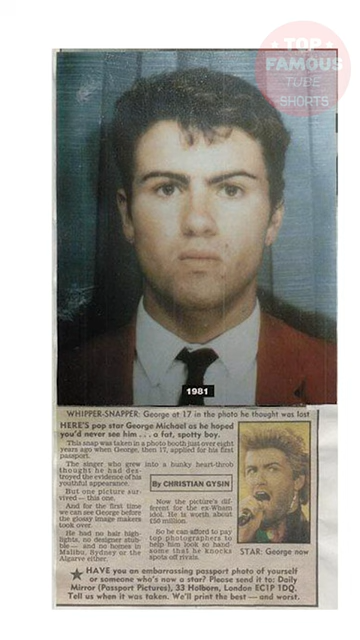 TOP
FAMOUS
TUBE
SHORTS
1981
WHIPPER-SNAPPER: George at 17 in the photo he thought was lost
HERE'S pop star George Michael as he hoped
you'd never see him . . . a fat, spotty boy.
This snap was taken in a photo booth just over eight
years ago when George, then 17, applied for his first
passport.
The singer who grew into a hunky heart-throb
thought he had des-
troyed the evidence of his
youthful appearance.
But one picture sur-
vived — this one.
And for the first time
we can see George before
the glossy image makers
took over.
He had no hair high-
lights, no designer stub-
ble— and no homes in
Malibu, Sydney or the
Algarve either.
By CHRISTIAN GYSIN
Now the picture's dif-
ferent for the ex-Wham
idol. He is worth about
£50 million.
So he can afford to pay
top photographers to
help him look so hand-
some that he knocks
spots off rivals.
STAR: George now
★ HAVE you an embarrassing passport photo of yourself
or someone who's now a star? Please send it to: Daily
Mirror (Passport Pictures), 33 Holborn, London EC1P 1DQ.
Tell us when it was taken. We'll print the best — and worst.